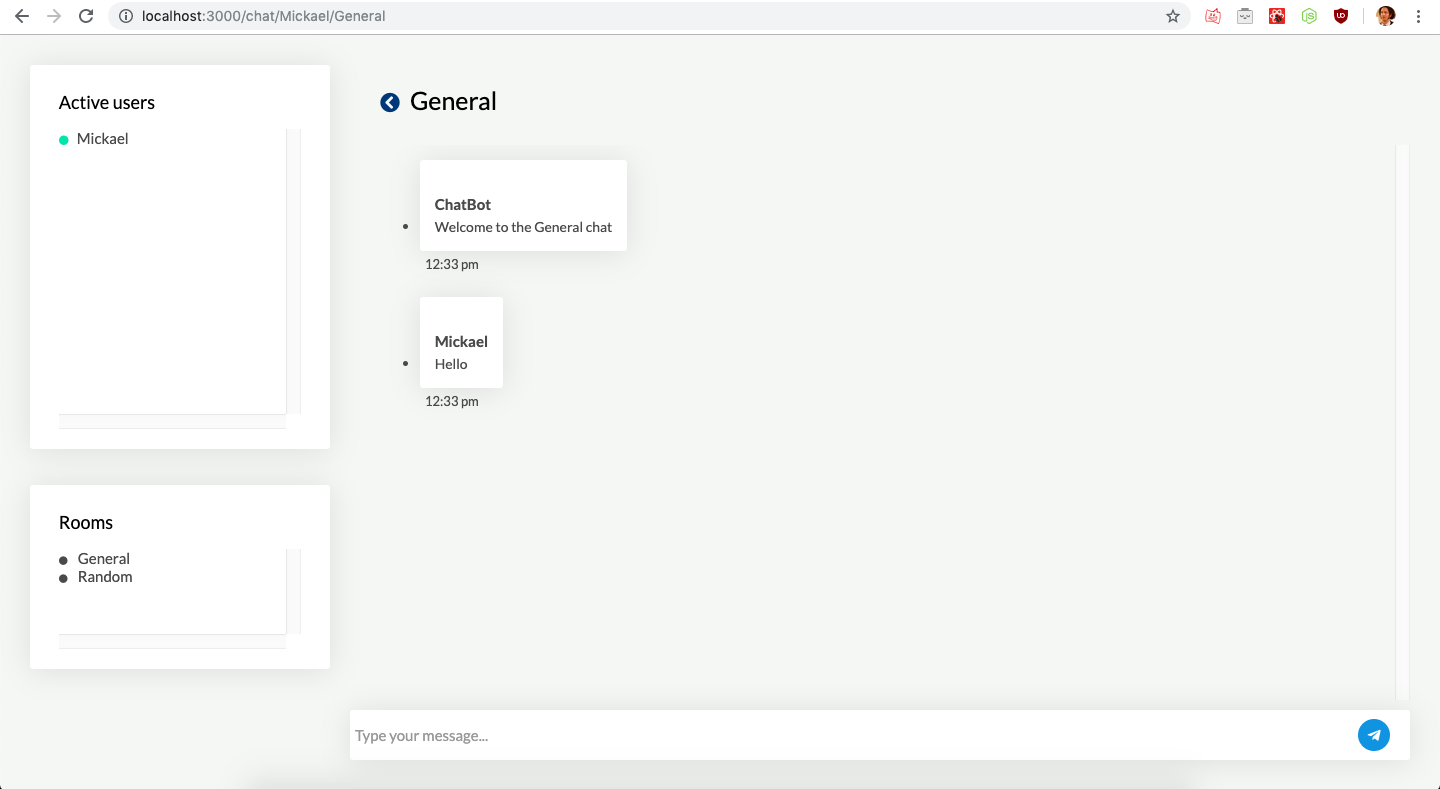 localhost:3000/chat/Mickael/General
Active users
Mickael
Rooms
General
Random
General
ChatBot
Welcome to the General chat
12:33 pm
Mickael
Hello
12:33 pm
Type your message...